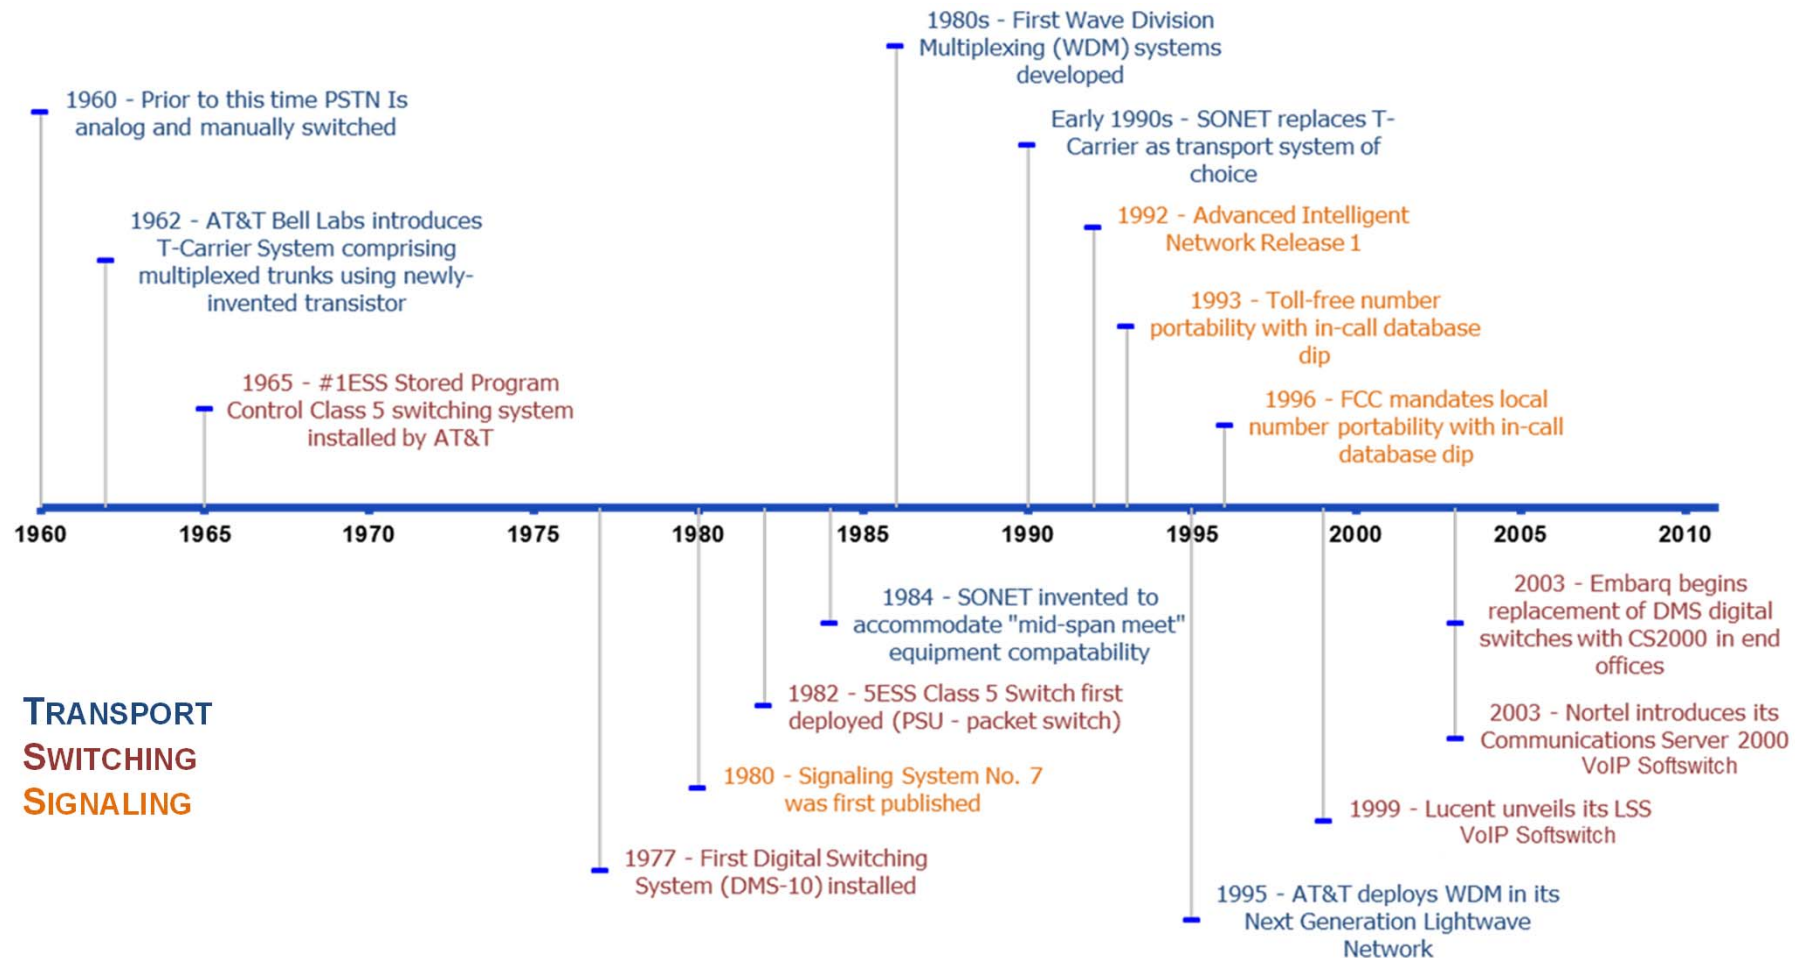 1980s - First Wave Division
Multiplexing (WDM) systems
developed
1960 - Prior to this time PSTN Is
analog and manually switched
Early 1990s - SONET replaces T-
Carrier as transport system of
choice
1962 - AT&T Bell Labs introduces
T-Carrier System comprising
multiplexed trunks using newly-
invented transistor
1992 - Advanced Intelligent
Network Release 1
1993 - Toll-free number
portability with in-call database
dip
1965 - #1ESS Stored Program
Control Class 5 switching system
installed by AT&T
1996 - FCC mandates local
number portability with in-call
database dip
1960 1965 1970 1975 1980 1985 1990 1995 2000 2005 2010
1984 - SONET invented to
accommodate "mid-span meet"
equipment compatability
2003 - Embarq begins
replacement of DMS digital
switches with CS2000 in end
offices
1982 - 5ESS Class 5 Switch first
deployed (PSU - packet switch)
2003 - Nortel introduces its
Communications Server 2000
VoIP Softswitch
1980 - Signaling System No. 7
was first published
1999 - Lucent unveils its LSS
VoIP Softswitch
1977 - First Digital Switching
System (DMS-10) installed
1995 - AT&T deploys WDM in its
Next Generation Lightwave
Network
TRANSPORT
SWITCHING
SIGNALING